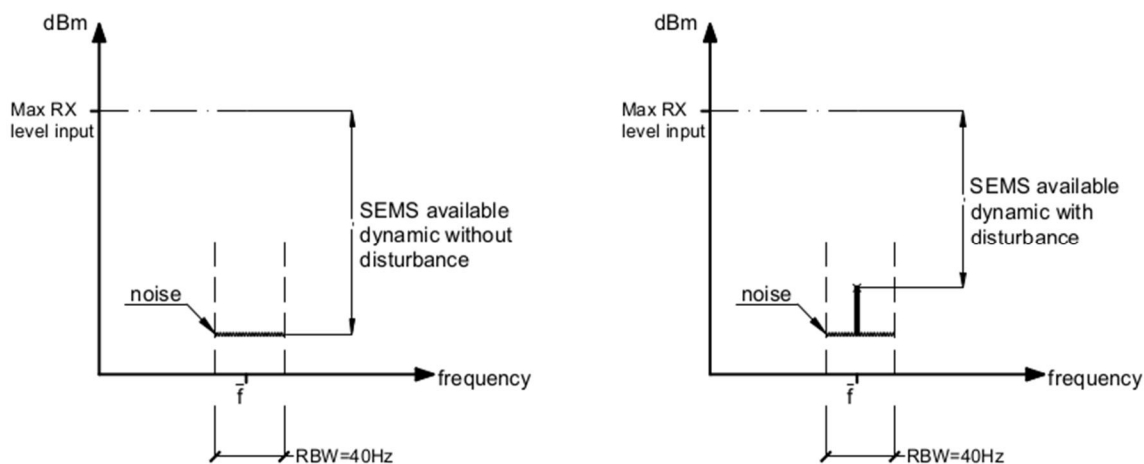 dBm
Max RX
level input
SEMS available
dynamic without
disturbance
noise
f̄
frequency
RBW=40Hz
dBm
Max RX
level input
SEMS available
dynamic with
disturbance
noise
f̄
frequency
RBW=40Hz